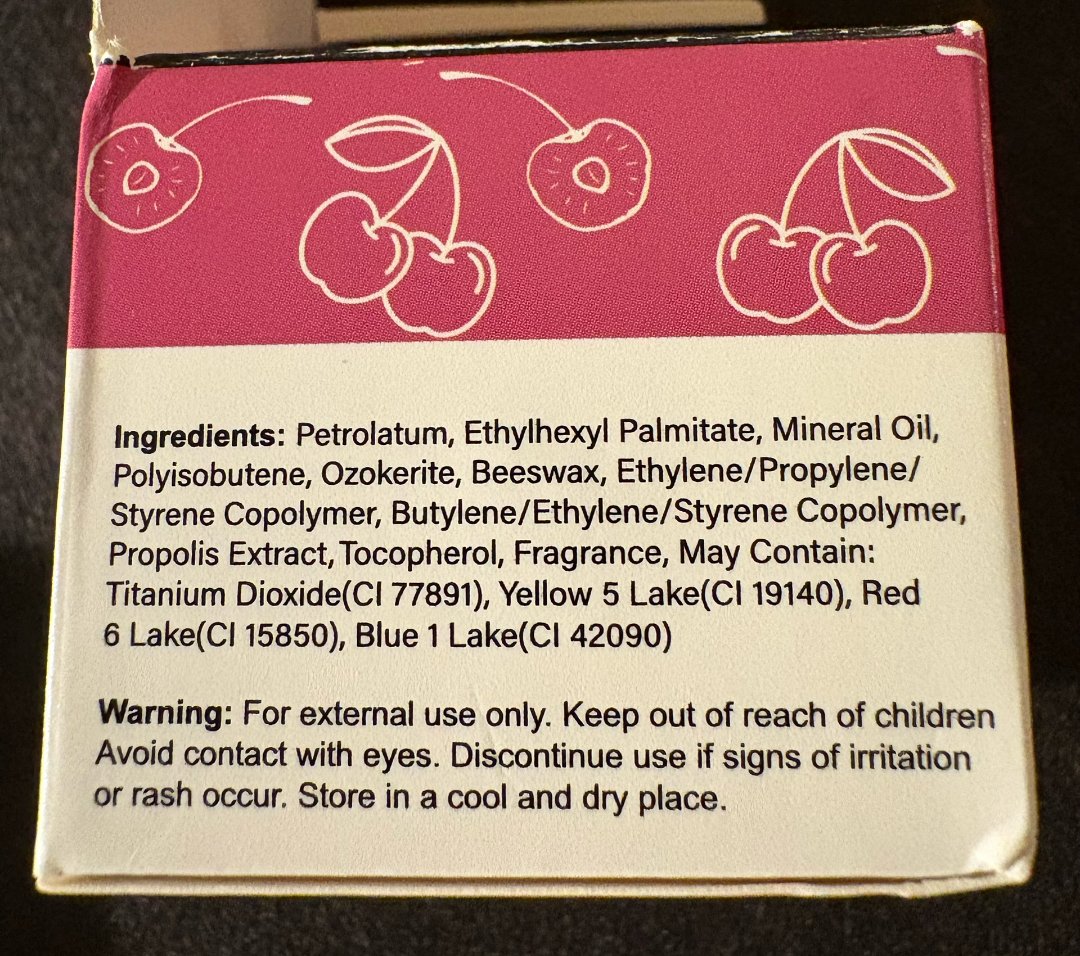 Ingredients: Petrolatum, Ethylhexyl Palmitate, Mineral Oil,
Polyisobutene, Ozokerite, Beeswax, Ethylene/Propylene/
Styrene Copolymer, Butylene/Ethylene/Styrene Copolymer,
Propolis Extract, Tocopherol, Fragrance, May Contain:
Titanium Dioxide(CI 77891), Yellow 5 Lake(CI 19140), Red
6 Lake(CI 15850), Blue 1 Lake(CI 42090)
Warning: For external use only. Keep out of reach of children
Avoid contact with eyes. Discontinue use if signs of irritation
or rash occur. Store in a cool and dry place.